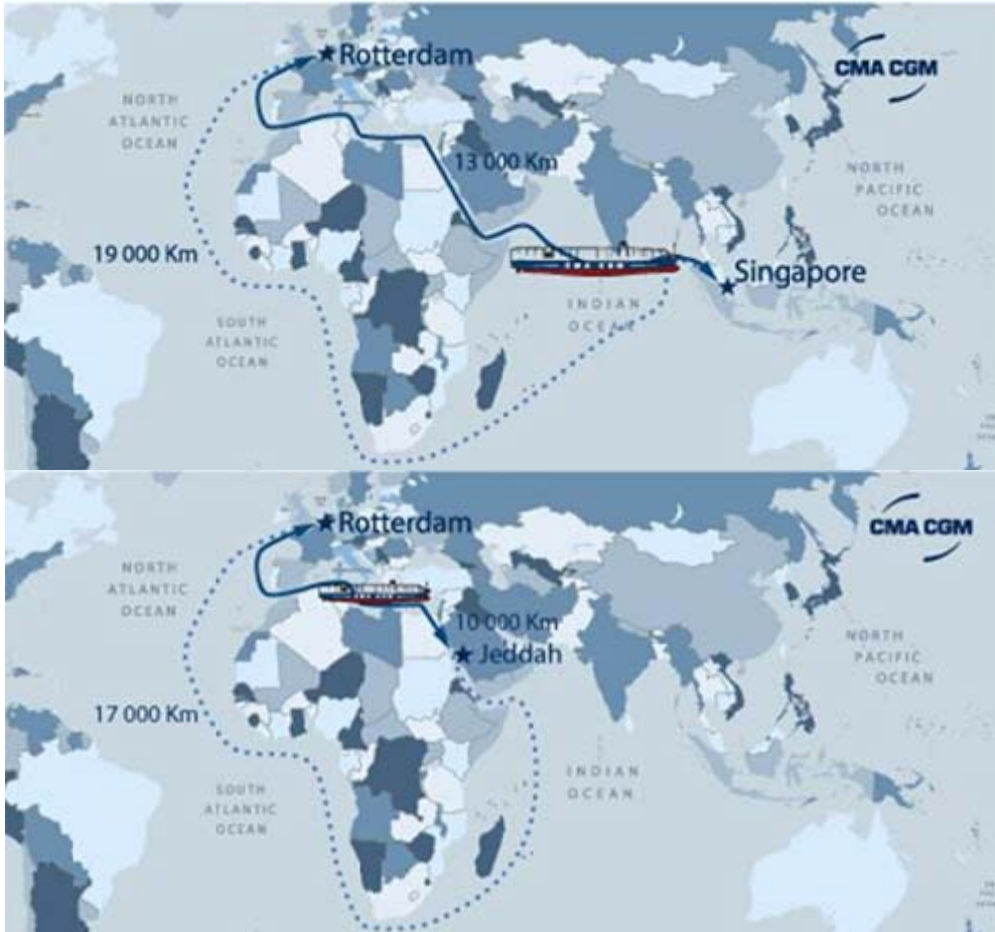 Rotterdam
CMA CGM
NORTH
ATLANTIC
OCEAN
13 000 Km
NORTH
PACIFIC
OCEAN
19 000 Km
Singapore
INDIAN
OCEAN
SOUTH
ATLANTIC
OCEAN
Rotterdam
CMA CGM
NORTH
ATLANTIC
OCEAN
10 000 Km
Jeddah
NORTH
PACIFIC
OCEAN
17 000 Km
INDIAN
OCEAN
SOUTH
ATLANTIC
OCEAN